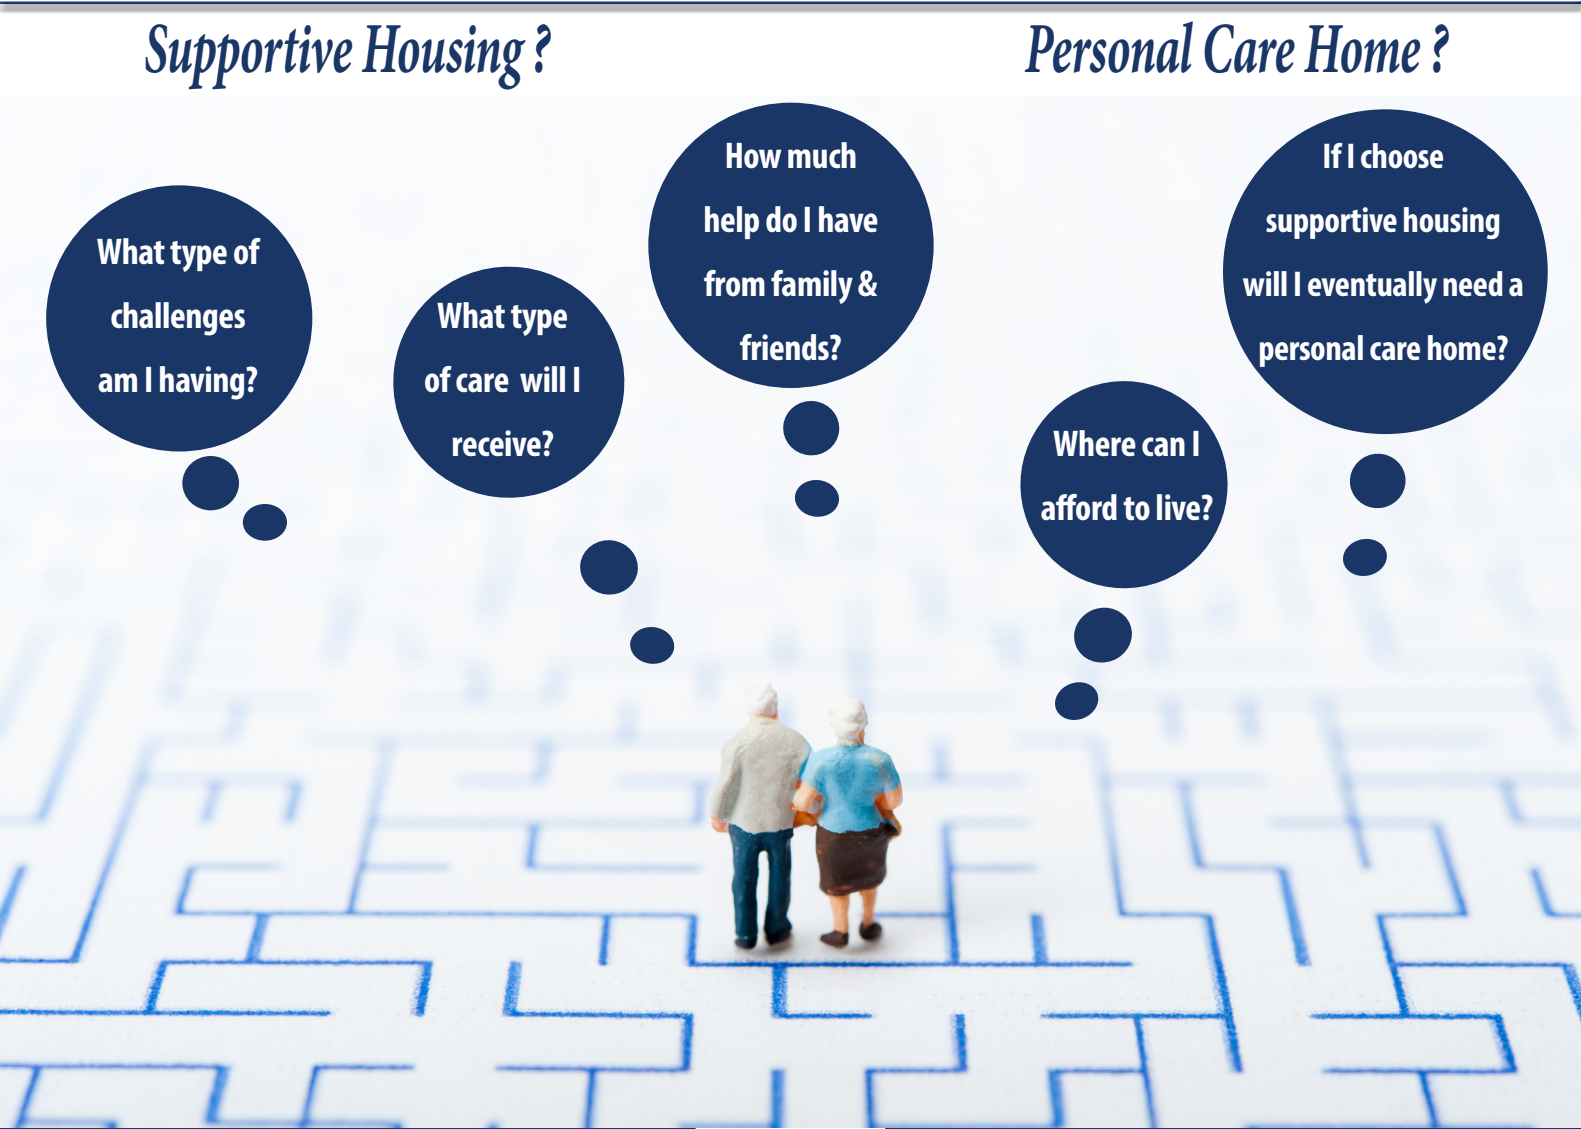 Supportive Housing ?
Personal Care Home ?
What type of
challenges
am I having?
What type
of care will I
receive?
How much
help do I have
from family &
friends?
Where can I
afford to live?
If I choose
supportive housing
will I eventually need a
personal care home?